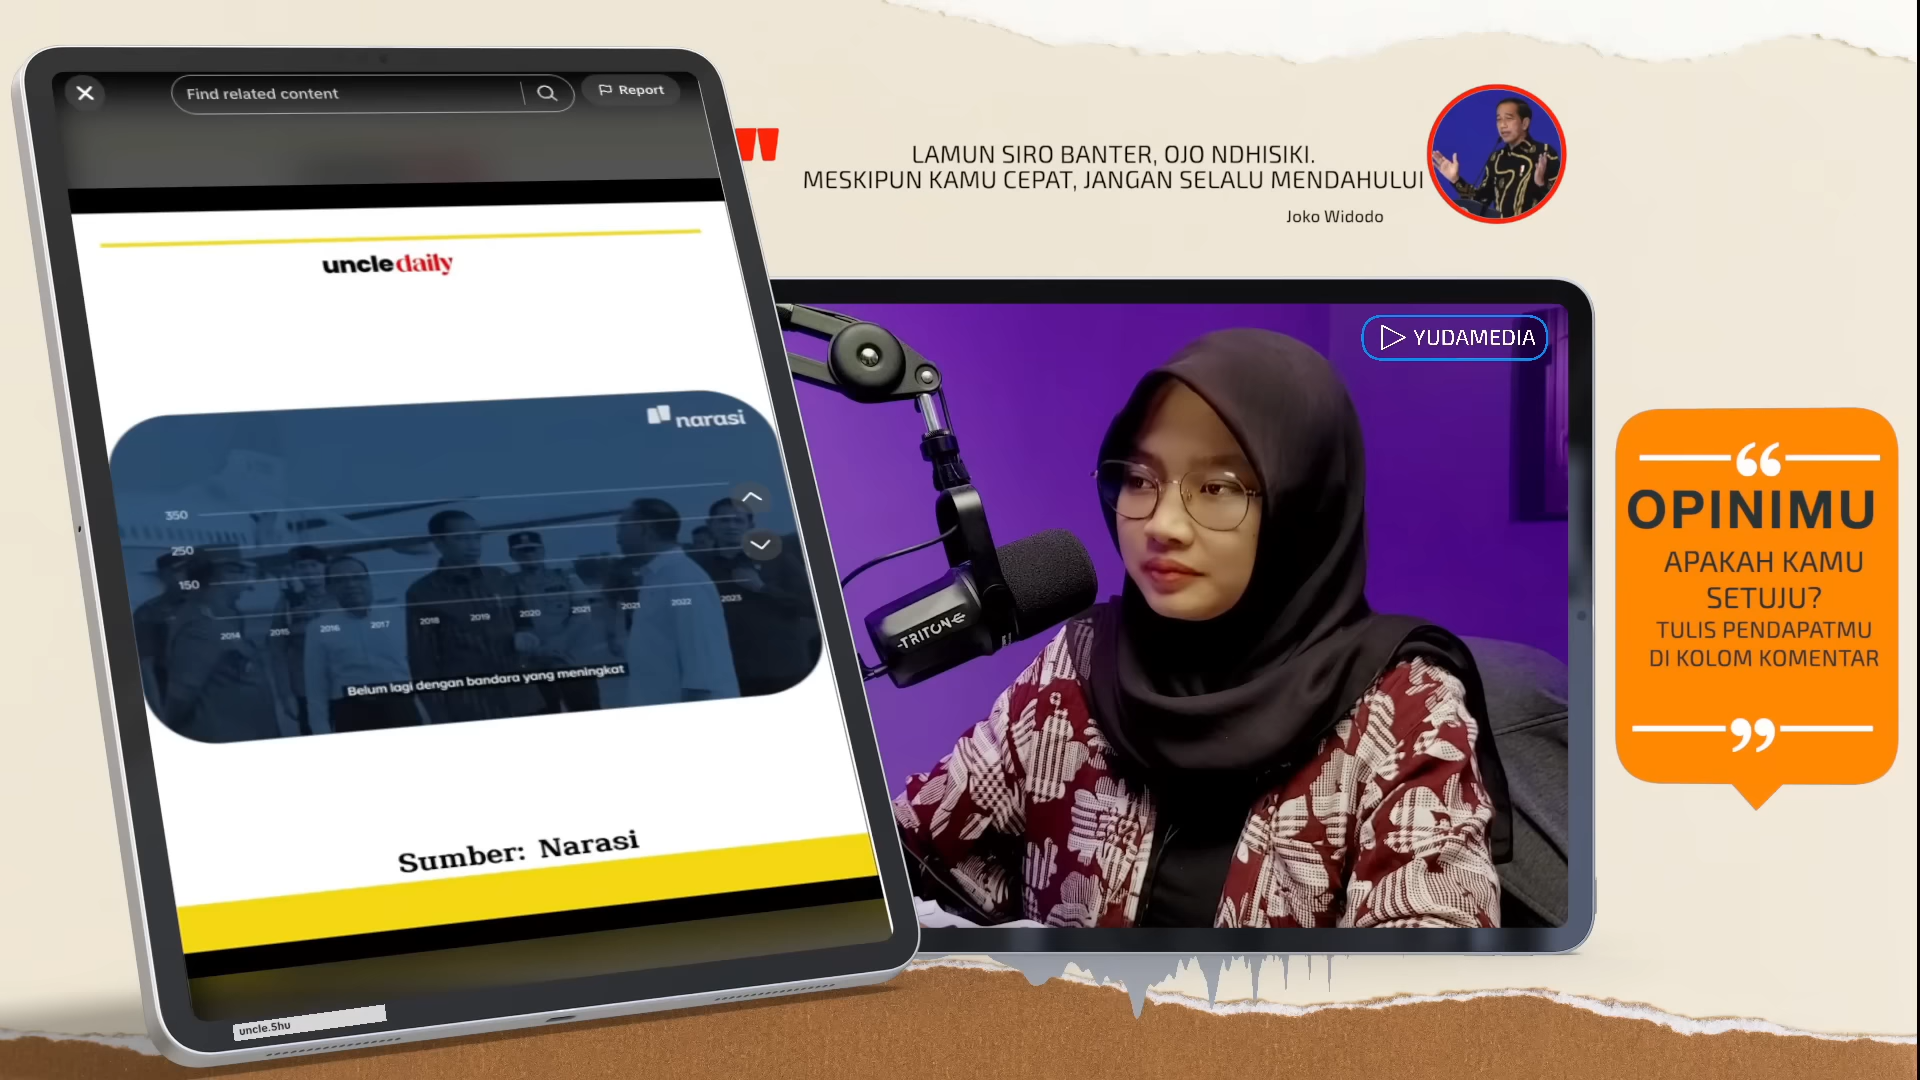 Find related content
Report
uncledaily
narasi
350
250
150
2014 2015 2016 2017 2018 2019 2020 2021 2021 2022 2023
Belum lagi dengan bandara yang meningkat
Sumber: Narasi
uncle.5hu
LAMUN SIRO BANTER, OJO NDHISIKI.
MESKIPUN KAMU CEPAT, JANGAN SELALU MENDAHULUI
Joko Widodo
YUDAMEDIA
TRITON
OPINIMU
APAKAH KAMU
SETUJU?
TULIS PENDAPATMU
DI KOLOM KOMENTAR